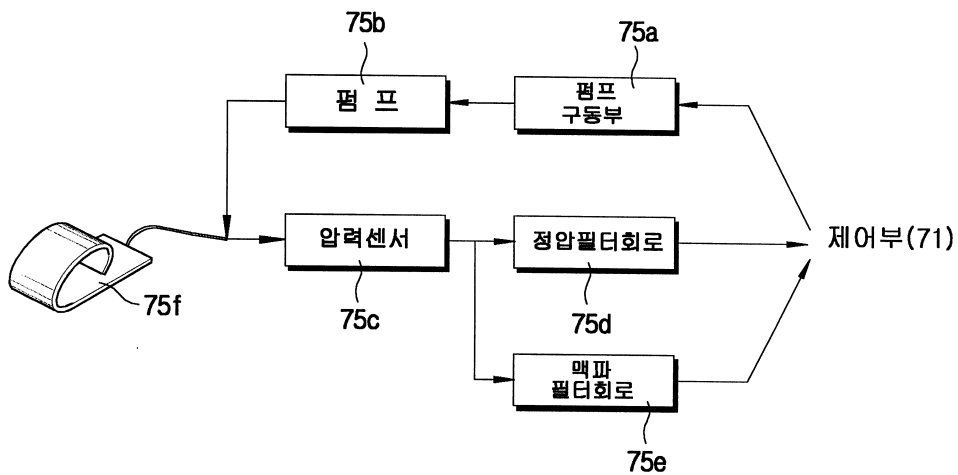 75b
75a
펌 프
펌프
구동부
압력센서
정압필터회로
제어부(71)
75f
75c
75d
맥파
필터회로
75e